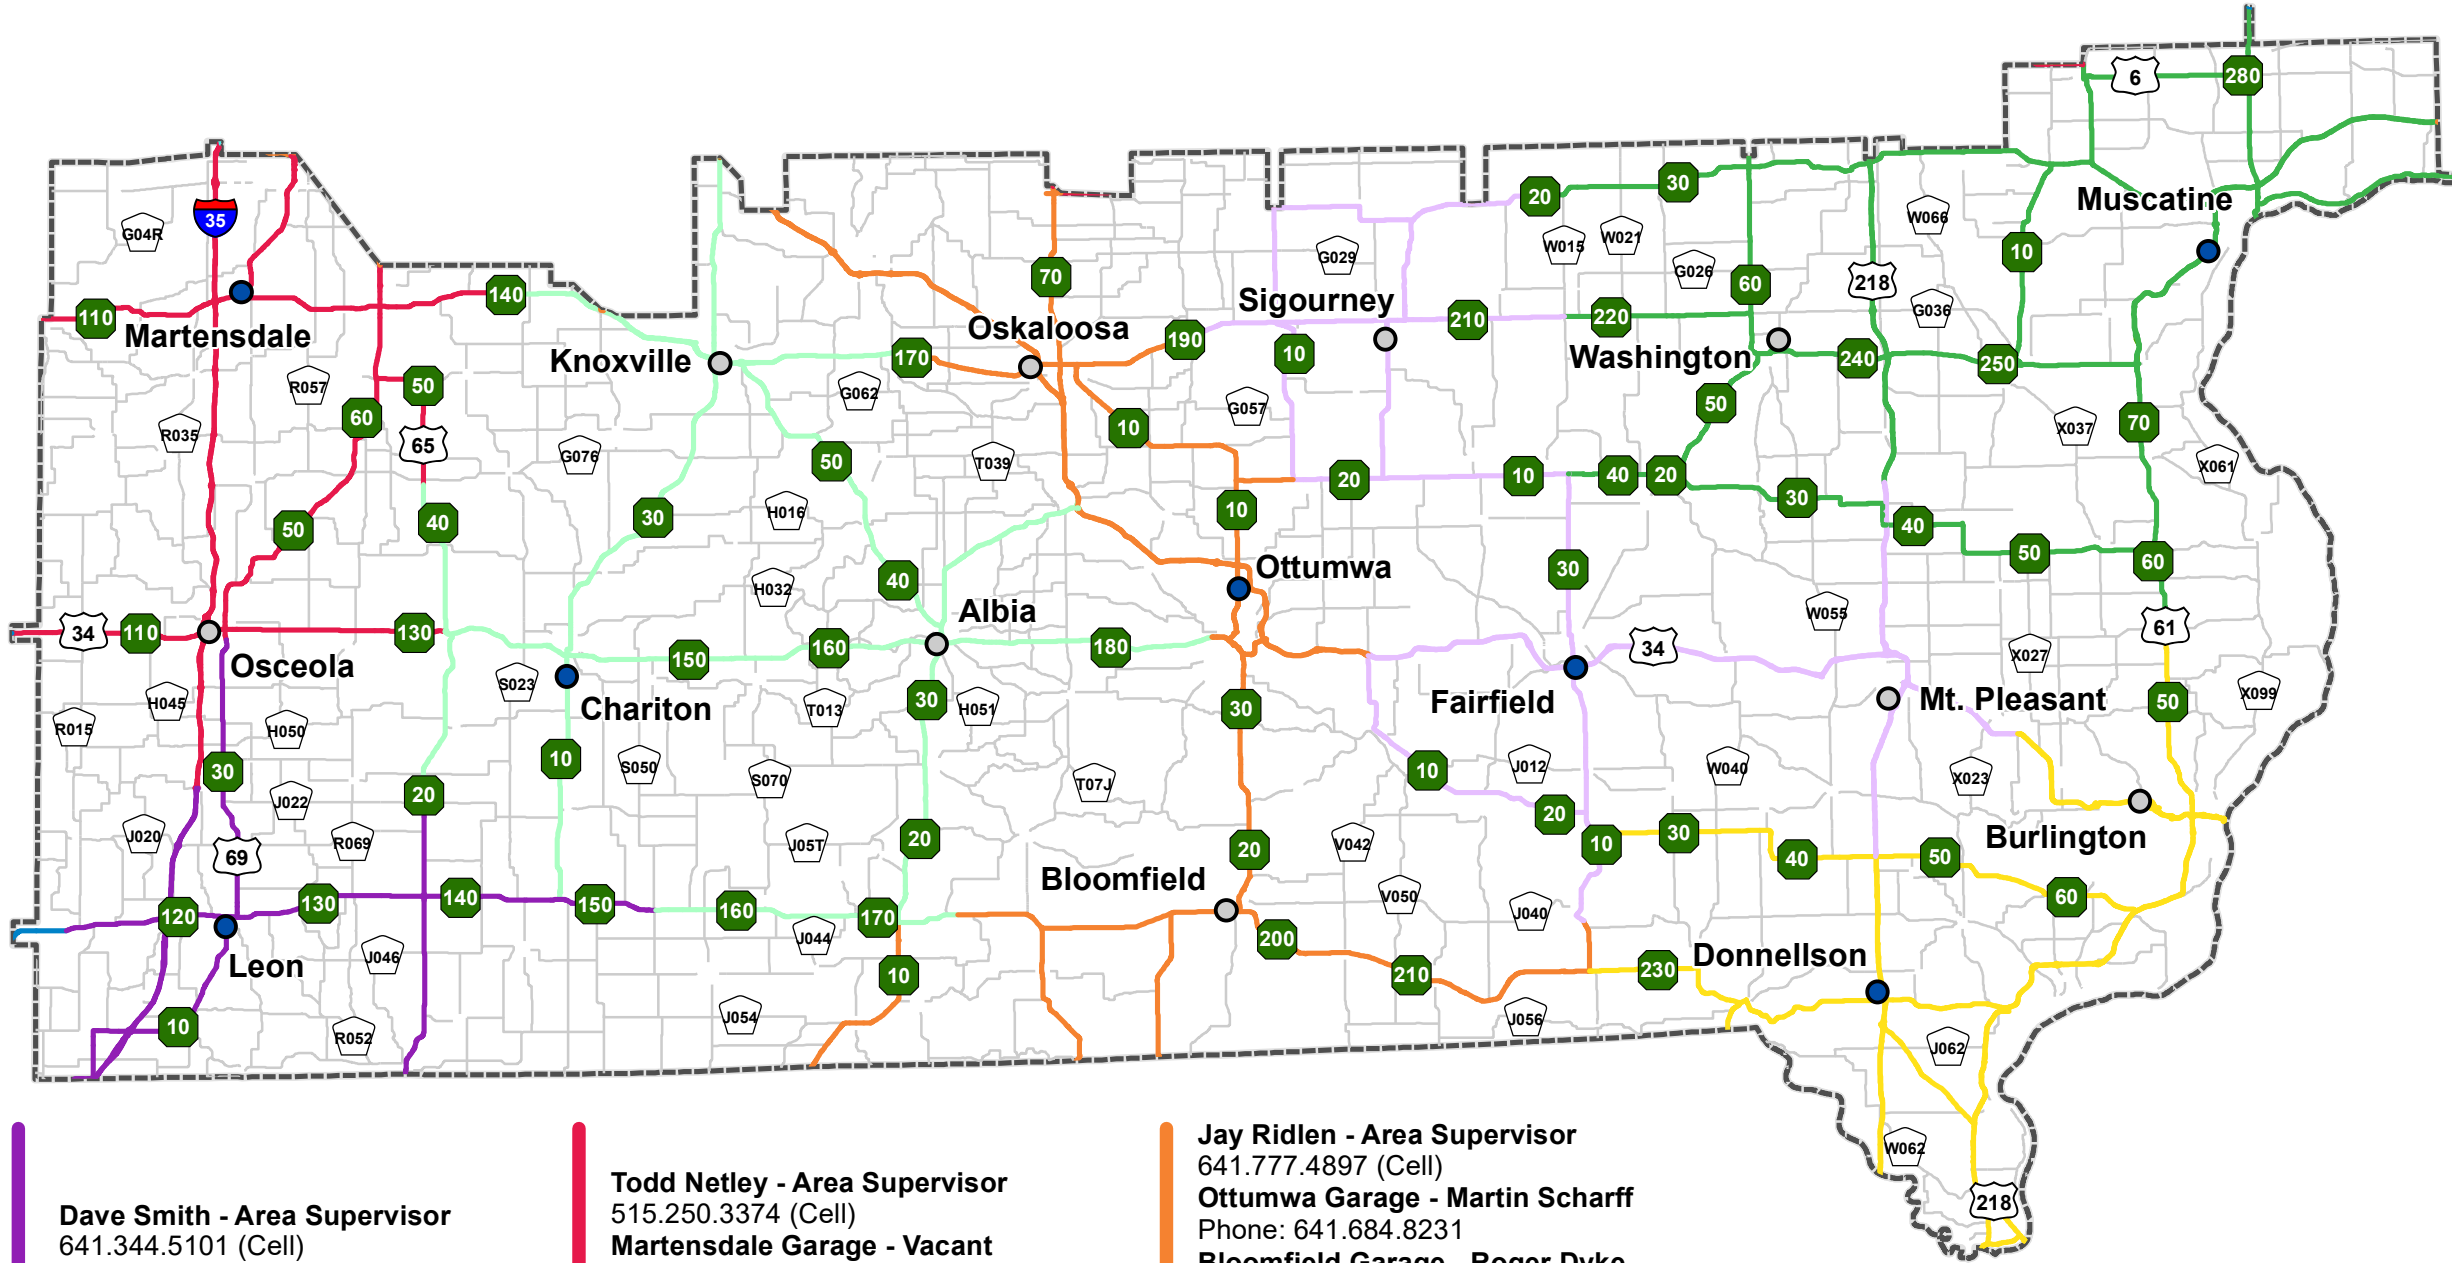 6
280
G04R
35
20
30
W066
Muscatine
W015
W021
G029
G026
10
70
60
218
140
110
Martensdale
Sigourney
G036
Oskaloosa
190
210
220
Knoxville
170
10
Washington
240
250
R057
50
G062
G057
50
60
R035
65
10
X037
70
G076
50
T039
X061
20
10
40
20
30
50
40
30
H016
10
40
50
60
30
Ottumwa
40
H032
Albia
W055
34
110
130
160
180
34
61
Osceola
150
X027
S023
Fairfield
Mt. Pleasant
X099
H045
Chariton
T013
30
H051
30
50
R015
H050
10
S050
S070
T07J
10
J012
W040
X023
30
J022
20
20
J020
R069
J05T
20
V042
20
10
30
Burlington
69
40
50
Bloomfield
V050
60
130
140
150
160
170
J040
120
J044
200
Leon
J046
10
210
230
Donnellson
10
R052
J054
J056
J062
W062
218
Dave Smith - Area Supervisor
641.344.5101 (Cell)
Todd Netley - Area Supervisor
515.250.3374 (Cell)
Martensdale Garage - Vacant
Jay Ridlen - Area Supervisor
641.777.4897 (Cell)
Ottumwa Garage - Martin Scharff
Phone: 641.684.8231
Bloomfield Garage - Roger Dyke